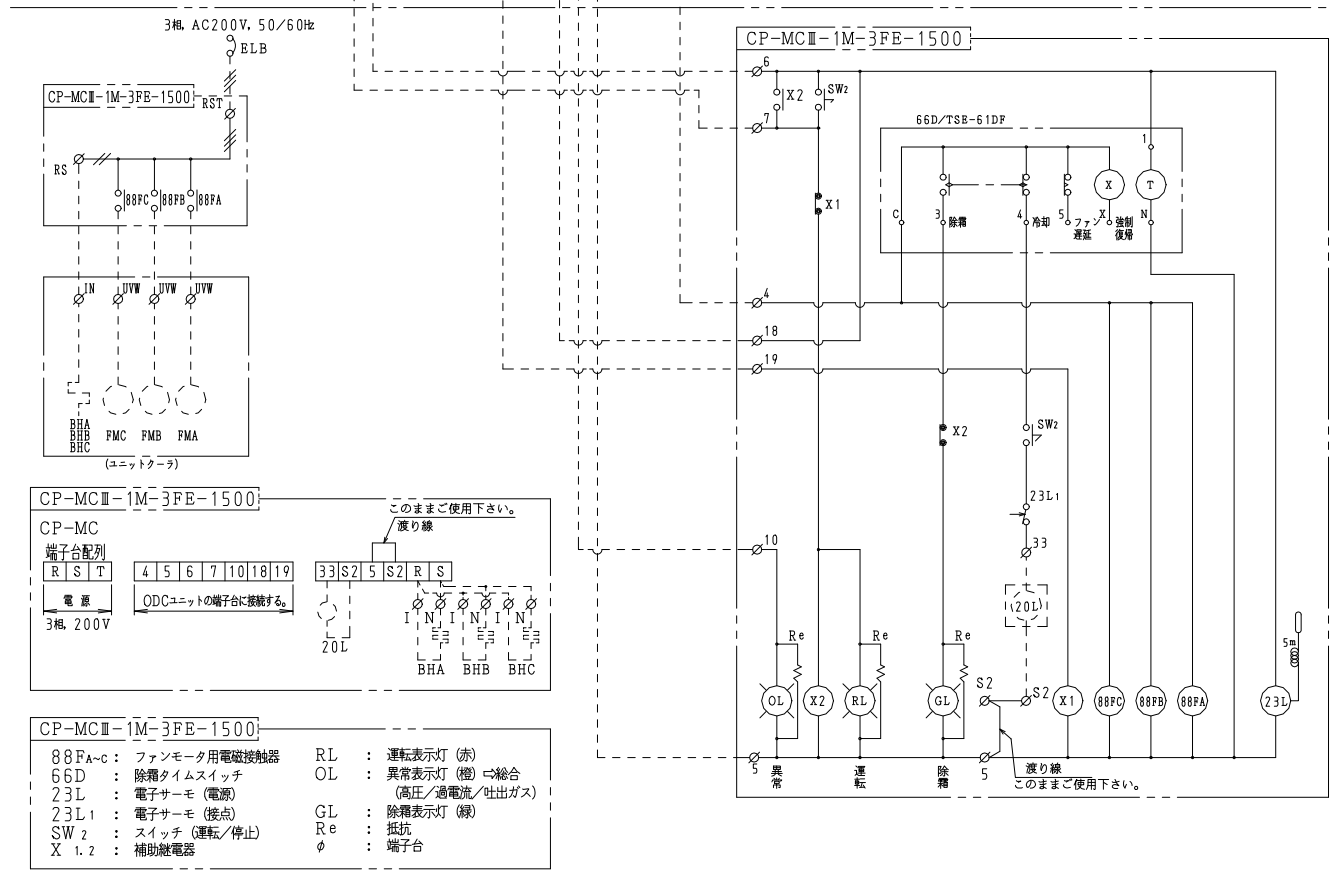 3相, AC200V, 50/60Hz
ELB
CP-MCⅡ-1M-3FE-1500
RST
RS
88FC 88FB 88FA
IN UVW UVW UVW
BHA
BHB
BHC
FMC FMB FMA
(ユニットクーラ)
CP-MCⅡ-1M-3FE-1500
CP-MC
端子台配列
このままご使用下さい。
渡り線
R S T
4 5 6 7 10 18 19
33 S2 5 S2 R S
電源
3相, 200V
ODCユニットの端子台に接続する。
20L
I N I N I N
BHA BHB BHC
CP-MCⅡ-1M-3FE-1500
88FA~C : ファンモータ用電磁接触器
66D : 除霜タイムスイッチ
23L : 電子サーモ (電源)
23L1 : 電子サーモ (接点)
SW2 : スイッチ (運転/停止)
X 1.2 : 補助継電器
RL : 運転表示灯 (赤)
OL : 異常表示灯 (橙) ⇨総合
(高圧/過電流/吐出ガス)
GL : 除霜表示灯 (緑)
Re : 抵抗
φ : 端子台
CP-MCⅡ-1M-3FE-1500
6
X2 SW2
7
66D/TSE-61DF
1
X T
X1
C 3 除霜 4 冷却 5 ファン遅延 X 強制復帰 N
4
18
19
X2 SW2
23L1
33
10
20L
5m
Re Re Re
S2 S2
OL X2 RL GL X1 88FC 88FB 88FA 23L
5 異常 運転 除霜 5
渡り線
このままご使用下さい。